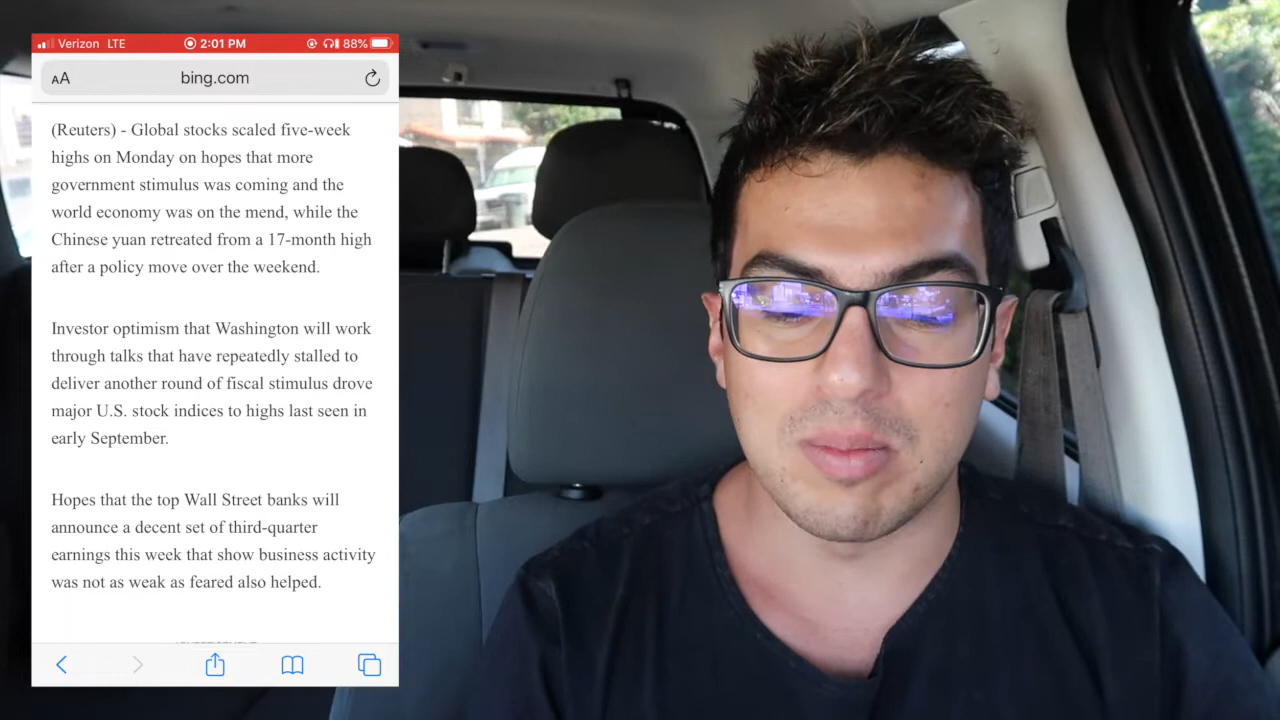 Verizon LTE 2:01 PM 88%
AA bing.com
(Reuters) - Global stocks scaled five-week
highs on Monday on hopes that more
government stimulus was coming and the
world economy was on the mend, while the
Chinese yuan retreated from a 17-month high
after a policy move over the weekend.
Investor optimism that Washington will work
through talks that have repeatedly stalled to
deliver another round of fiscal stimulus drove
major U.S. stock indices to highs last seen in
early September.
Hopes that the top Wall Street banks will
announce a decent set of third-quarter
earnings this week that show business activity
was not as weak as feared also helped.